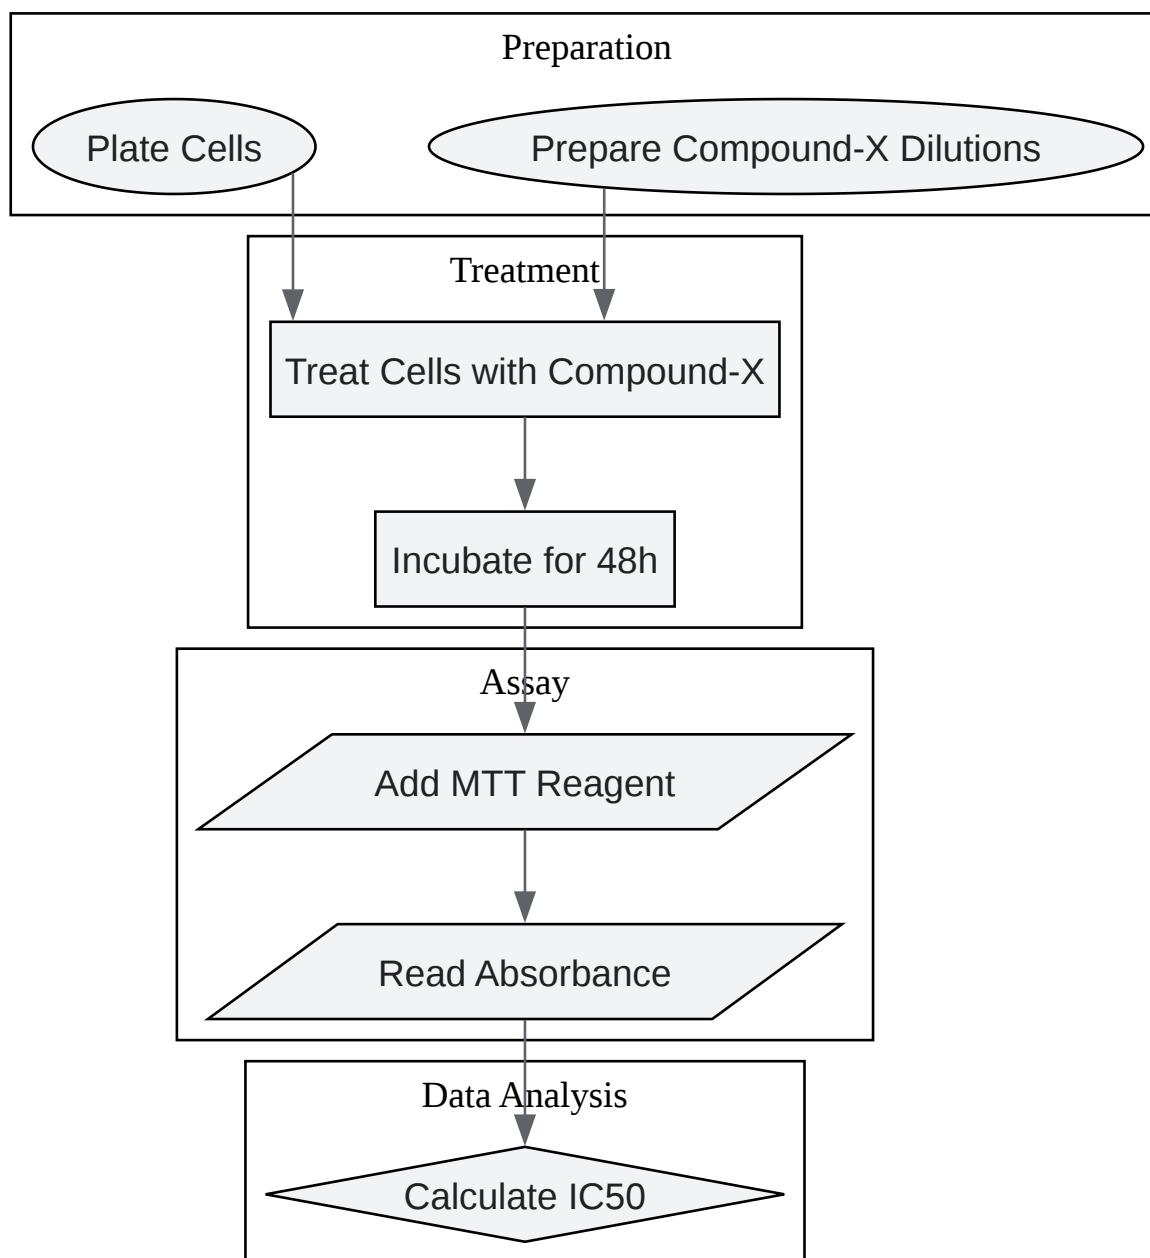 Preparation
Plate Cells
Prepare Compound-X Dilutions
Treatment
Treat Cells with Compound-X
Incubate for 48h
Assay
Add MTT Reagent
Read Absorbance
Data Analysis
Calculate IC50